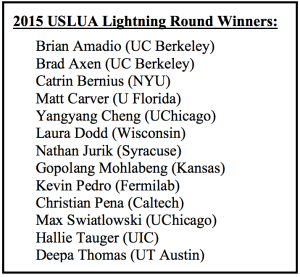 2015 USLUA Lightning Round Winners:
Brian Amadio (UC Berkeley)
Brad Axen (UC Berkeley)
Catrin Bernius (NYU)
Matt Carver (U Florida)
Yangyang Cheng (UChicago)
Laura Dodd (Wisconsin)
Nathan Jurik (Syracuse)
Gopolang Mohlabeng (Kansas)
Kevin Pedro (Fermilab)
Christian Pena (Caltech)
Max Swiatlowski (UChicago)
Hallie Tauger (UIC)
Deepa Thomas (UT Austin)